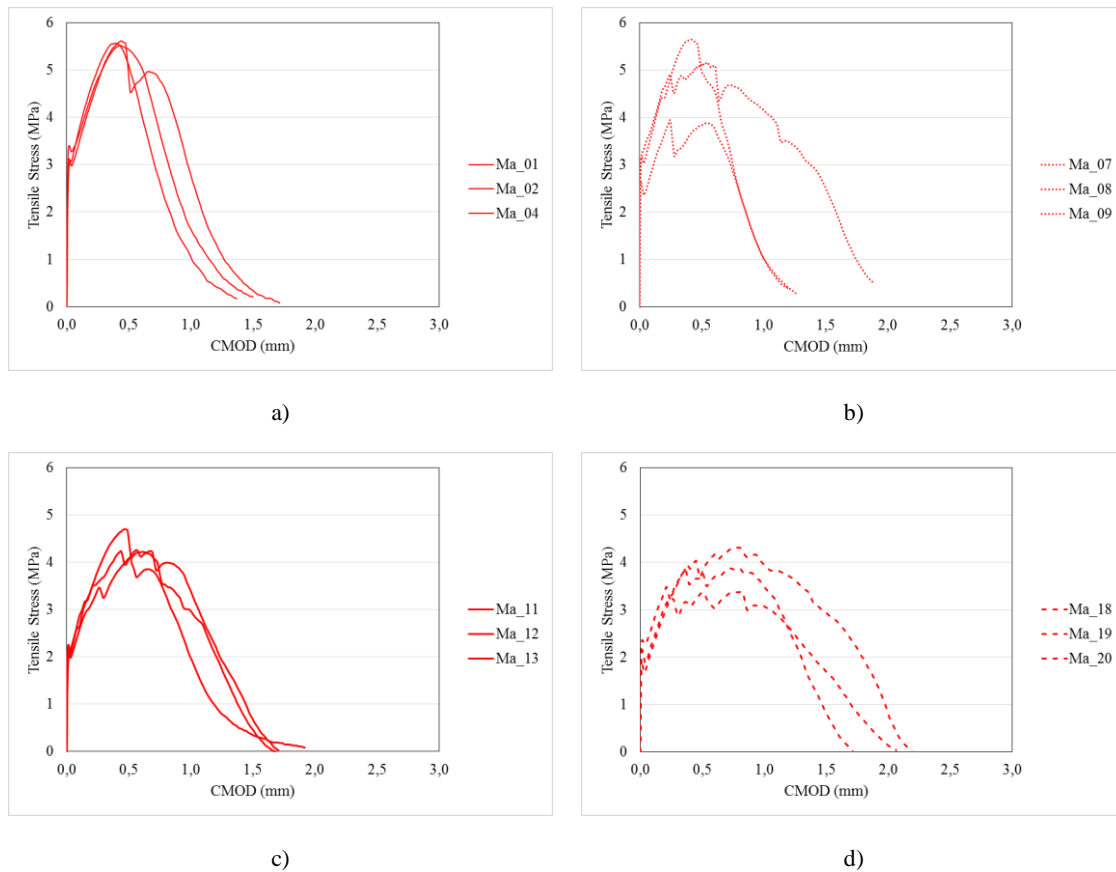 6
5
4
3
2
1
0
Tensile Stress (MPa)
0,0 0,5 1,0 1,5 2,0 2,5 3,0
CMOD (mm)
Ma_01
Ma_02
Ma_04
a)
6
5
4
3
2
1
0
Tensile Stress (MPa)
0,0 0,5 1,0 1,5 2,0 2,5 3,0
CMOD (mm)
Ma_07
Ma_08
Ma_09
b)
6
5
4
3
2
1
0
Tensile Stress (MPa)
0,0 0,5 1,0 1,5 2,0 2,5 3,0
CMOD (mm)
Ma_11
Ma_12
Ma_13
c)
6
5
4
3
2
1
0
Tensile Stress (MPa)
0,0 0,5 1,0 1,5 2,0 2,5 3,0
CMOD (mm)
Ma_18
Ma_19
Ma_20
d)